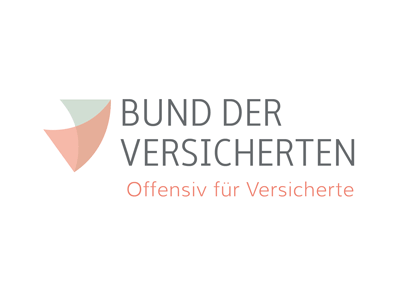 BUND DER
VERSICHERTEN
Offensiv für Versicherte